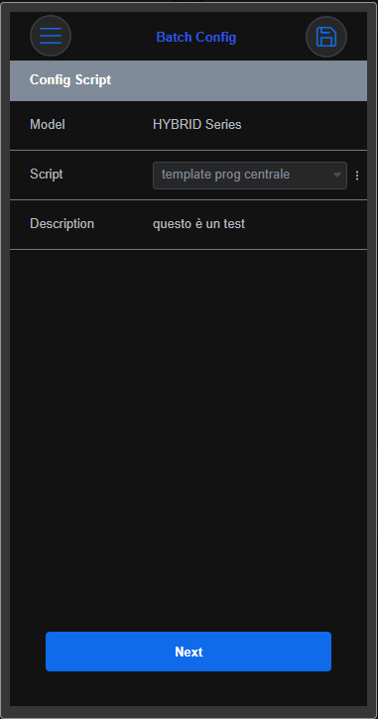 Batch Config
Config Script
Model HYBRID Series
Script template prog centrale
Description questo è un test
Next